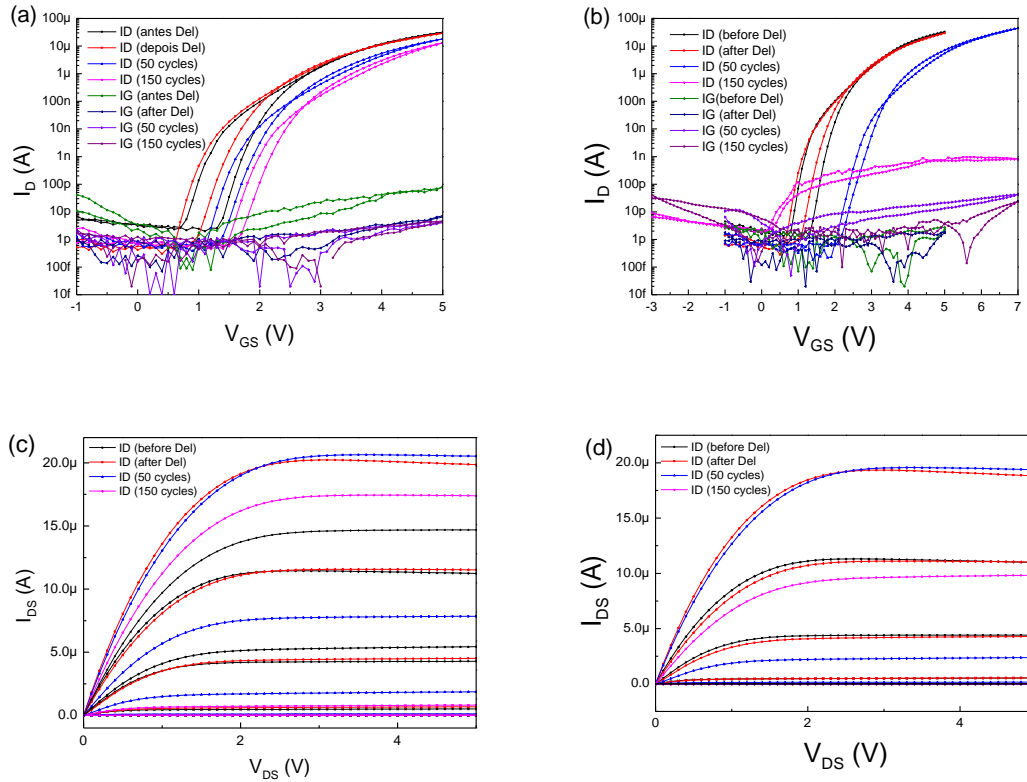 (a)
100µ
10µ
1µ
100n
10n
1n
100p
10p
1p
100f
10f
I_D (A)
ID (antes Del)
ID (depois Del)
ID (50 cycles)
ID (150 cycles)
IG (antes Del)
IG (after Del)
IG (50 cycles)
IG (150 cycles)
-1 0 1 2 3 4 5
V_GS (V)
(b)
100µ
10µ
1µ
100n
10n
1n
100p
10p
1p
100f
10f
I_D (A)
ID (before Del)
ID (after Del)
ID (50 cycles)
ID (150 cycles)
IG(before Del)
IG (after Del)
IG (50 cycles)
IG (150 cycles)
-3 -2 -1 0 1 2 3 4 5 6 7
V_GS (V)
(c)
20.0µ
15.0µ
10.0µ
5.0µ
0.0
I_DS (A)
ID (before Del)
ID (after Del)
ID (50 cycles)
ID (150 cycles)
0 2 4
V_DS (V)
(d)
20.0µ
15.0µ
10.0µ
5.0µ
0.0
I_DS (A)
ID (before Del)
ID (after Del
ID (50 cycles)
ID (150 cycles)
0 2 4
V_DS (V)